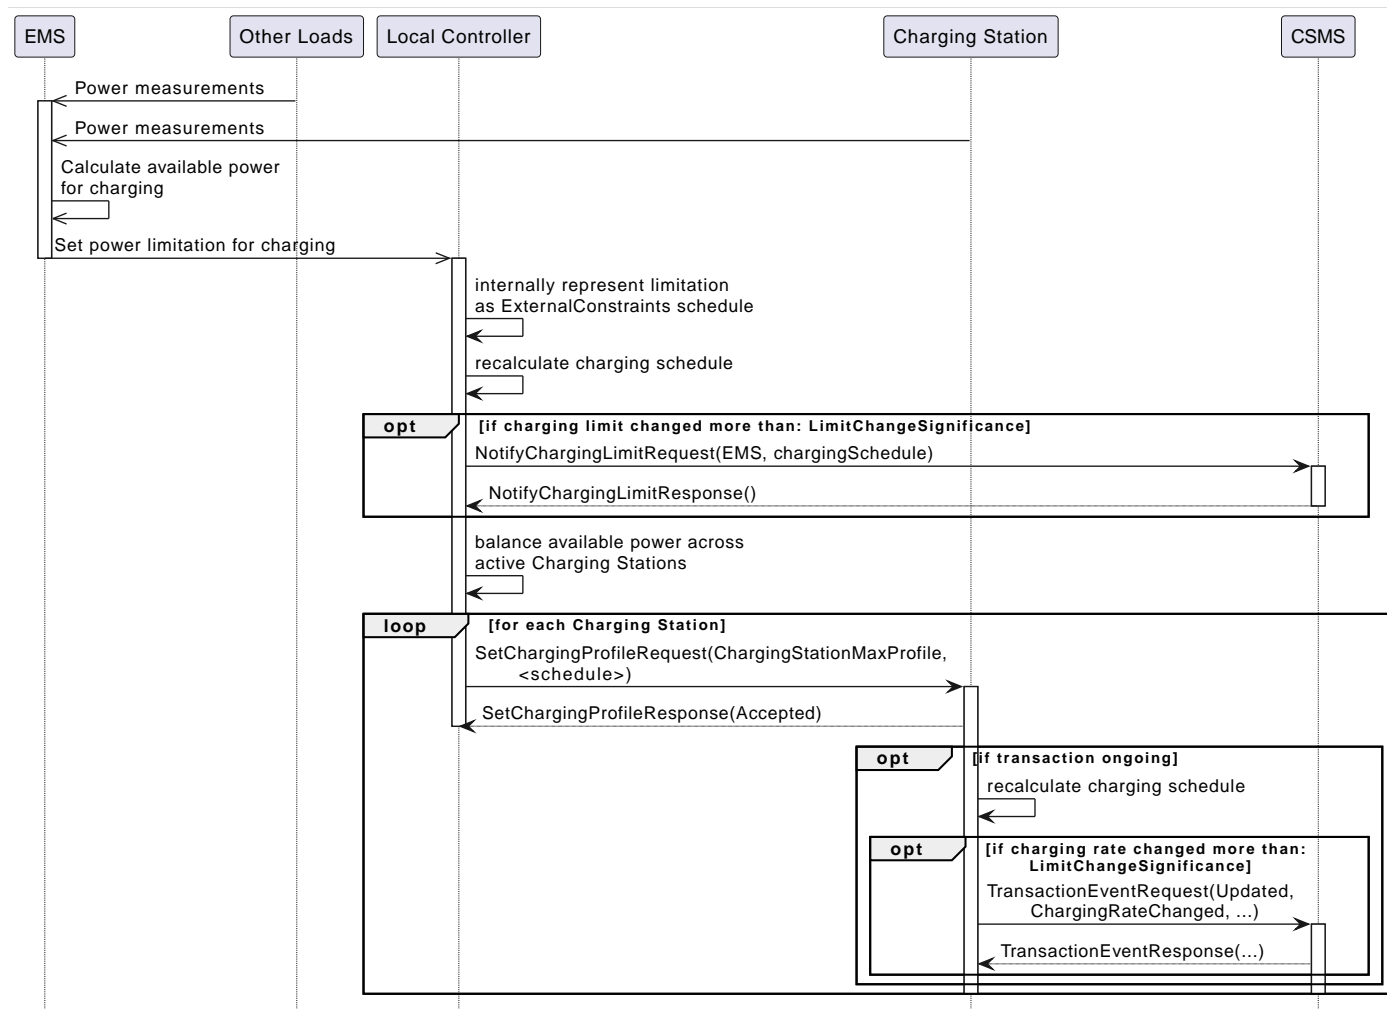 EMS
Other Loads
Local Controller
Charging Station
CSMS
Power measurements
Power measurements
Calculate available power
for charging
Set power limitation for charging
internally represent limitation
as ExternalConstraints schedule
recalculate charging schedule
opt
[if charging limit changed more than: LimitChangeSignificance]
NotifyChargingLimitRequest(EMS, chargingSchedule)
NotifyChargingLimitResponse()
balance available power across
active Charging Stations
loop
[for each Charging Station]
SetChargingProfileRequest(ChargingStationMaxProfile,
<schedule>)
SetChargingProfileResponse(Accepted)
opt
[if transaction ongoing]
recalculate charging schedule
opt
[if charging rate changed more than:
LimitChangeSignificance]
TransactionEventRequest(Updated,
ChargingRateChanged, ...)
TransactionEventResponse(...)